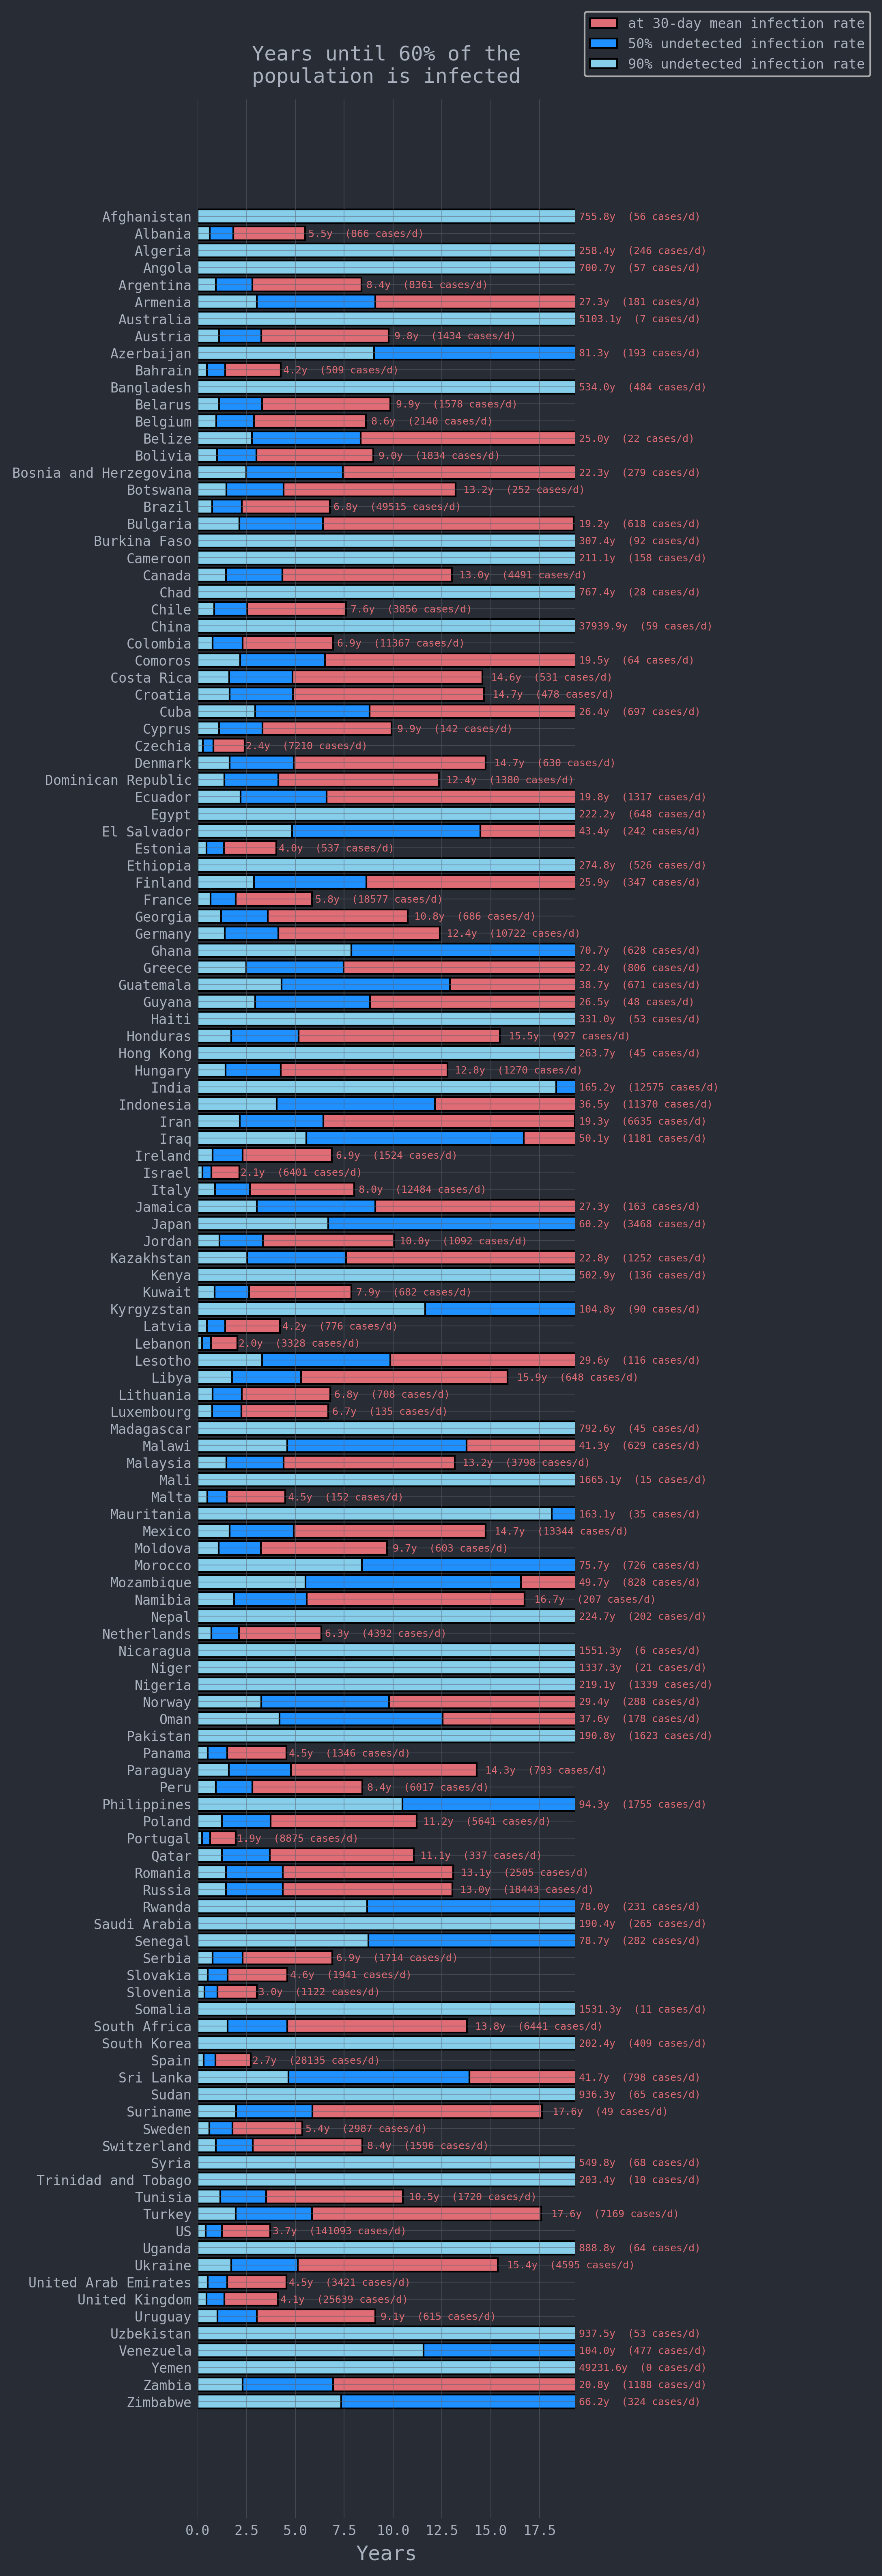 at 30-day mean infection rate
50% undetected infection rate
90% undetected infection rate
Years until 60% of the
population is infected
Afghanistan 755.8y (56 cases/d)
Albania 5.5y (866 cases/d)
Algeria 258.4y (246 cases/d)
Angola 700.7y (57 cases/d)
Argentina 8.4y (8361 cases/d)
Armenia 27.3y (181 cases/d)
Australia 5103.1y (7 cases/d)
Austria 9.8y (1434 cases/d)
Azerbaijan 81.3y (193 cases/d)
Bahrain 4.2y (509 cases/d)
Bangladesh 534.0y (484 cases/d)
Belarus 9.9y (1578 cases/d)
Belgium 8.6y (2140 cases/d)
Belize 25.0y (22 cases/d)
Bolivia 9.0y (1834 cases/d)
Bosnia and Herzegovina 22.3y (279 cases/d)
Botswana 13.2y (252 cases/d)
Brazil 6.8y (49515 cases/d)
Bulgaria 19.2y (618 cases/d)
Burkina Faso 307.4y (92 cases/d)
Cameroon 211.1y (158 cases/d)
Canada 13.0y (4491 cases/d)
Chad 767.4y (28 cases/d)
Chile 7.6y (3856 cases/d)
China 37939.9y (59 cases/d)
Colombia 6.9y (11367 cases/d)
Comoros 19.5y (64 cases/d)
Costa Rica 14.6y (531 cases/d)
Croatia 14.7y (478 cases/d)
Cuba 26.4y (697 cases/d)
Cyprus 9.9y (142 cases/d)
Czechia 2.4y (7210 cases/d)
Denmark 14.7y (630 cases/d)
Dominican Republic 12.4y (1380 cases/d)
Ecuador 19.8y (1317 cases/d)
Egypt 222.2y (648 cases/d)
El Salvador 43.4y (242 cases/d)
Estonia 4.0y (537 cases/d)
Ethiopia 274.8y (526 cases/d)
Finland 25.9y (347 cases/d)
France 5.8y (18577 cases/d)
Georgia 10.8y (686 cases/d)
Germany 12.4y (10722 cases/d)
Ghana 70.7y (628 cases/d)
Greece 22.4y (806 cases/d)
Guatemala 38.7y (671 cases/d)
Guyana 26.5y (48 cases/d)
Haiti 331.0y (53 cases/d)
Honduras 15.5y (927 cases/d)
Hong Kong 263.7y (45 cases/d)
Hungary 12.8y (1270 cases/d)
India 165.2y (12575 cases/d)
Indonesia 36.5y (11370 cases/d)
Iran 19.3y (6635 cases/d)
Iraq 50.1y (1181 cases/d)
Ireland 6.9y (1524 cases/d)
Israel 2.1y (6401 cases/d)
Italy 8.0y (12484 cases/d)
Jamaica 27.3y (163 cases/d)
Japan 60.2y (3468 cases/d)
Jordan 10.0y (1092 cases/d)
Kazakhstan 22.8y (1252 cases/d)
Kenya 502.9y (136 cases/d)
Kuwait 7.9y (682 cases/d)
Kyrgyzstan 104.8y (90 cases/d)
Latvia 4.2y (776 cases/d)
Lebanon 2.0y (3328 cases/d)
Lesotho 29.6y (116 cases/d)
Libya 15.9y (648 cases/d)
Lithuania 6.8y (708 cases/d)
Luxembourg 6.7y (135 cases/d)
Madagascar 792.6y (45 cases/d)
Malawi 41.3y (629 cases/d)
Malaysia 13.2y (3798 cases/d)
Mali 1665.1y (15 cases/d)
Malta 4.5y (152 cases/d)
Mauritania 163.1y (35 cases/d)
Mexico 14.7y (13344 cases/d)
Moldova 9.7y (603 cases/d)
Morocco 75.7y (726 cases/d)
Mozambique 49.7y (828 cases/d)
Namibia 16.7y (207 cases/d)
Nepal 224.7y (202 cases/d)
Netherlands 6.3y (4392 cases/d)
Nicaragua 1551.3y (6 cases/d)
Niger 1337.3y (21 cases/d)
Nigeria 219.1y (1339 cases/d)
Norway 29.4y (288 cases/d)
Oman 37.6y (178 cases/d)
Pakistan 190.8y (1623 cases/d)
Panama 4.5y (1346 cases/d)
Paraguay 14.3y (793 cases/d)
Peru 8.4y (6017 cases/d)
Philippines 94.3y (1755 cases/d)
Poland 11.2y (5641 cases/d)
Portugal 1.9y (8875 cases/d)
Qatar 11.1y (337 cases/d)
Romania 13.1y (2505 cases/d)
Russia 13.0y (18443 cases/d)
Rwanda 78.0y (231 cases/d)
Saudi Arabia 190.4y (265 cases/d)
Senegal 78.7y (282 cases/d)
Serbia 6.9y (1714 cases/d)
Slovakia 4.6y (1941 cases/d)
Slovenia 3.0y (1122 cases/d)
Somalia 1531.3y (11 cases/d)
South Africa 13.8y (6441 cases/d)
South Korea 202.4y (409 cases/d)
Spain 2.7y (28135 cases/d)
Sri Lanka 41.7y (798 cases/d)
Sudan 936.3y (65 cases/d)
Suriname 17.6y (49 cases/d)
Sweden 5.4y (2987 cases/d)
Switzerland 8.4y (1596 cases/d)
Syria 549.8y (68 cases/d)
Trinidad and Tobago 203.4y (10 cases/d)
Tunisia 10.5y (1720 cases/d)
Turkey 17.6y (7169 cases/d)
US 3.7y (141093 cases/d)
Uganda 888.8y (64 cases/d)
Ukraine 15.4y (4595 cases/d)
United Arab Emirates 4.5y (3421 cases/d)
United Kingdom 4.1y (25639 cases/d)
Uruguay 9.1y (615 cases/d)
Uzbekistan 937.5y (53 cases/d)
Venezuela 104.0y (477 cases/d)
Yemen 49231.6y (0 cases/d)
Zambia 20.8y (1188 cases/d)
Zimbabwe 66.2y (324 cases/d)
0.0 2.5 5.0 7.5 10.0 12.5 15.0 17.5
Years